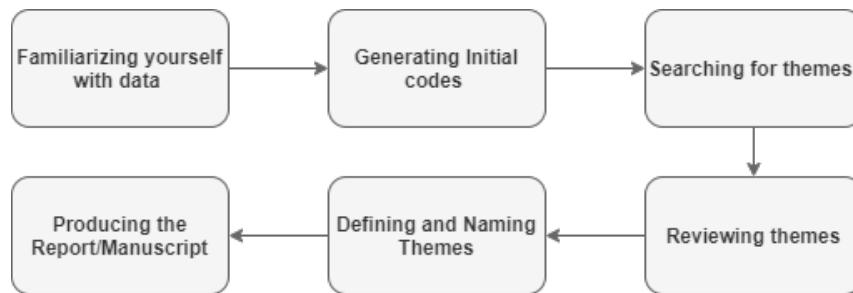 Familiarizing yourself
with data
Generating Initial
codes
Searching for themes
Reviewing themes
Defining and Naming
Themes
Producing the
Report/Manuscript